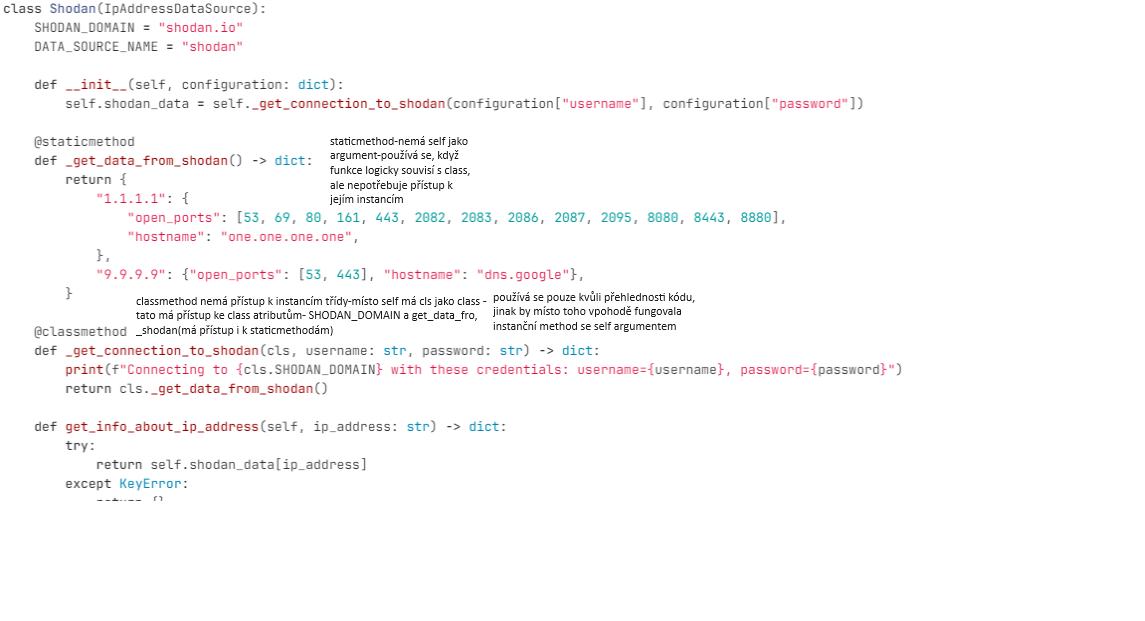 class Shodan(IpAddressDataSource):
    SHODAN_DOMAIN = "shodan.io"
    DATA_SOURCE_NAME = "shodan"
    def __init__(self, configuration: dict):
        self.shodan_data = self._get_connection_to_shodan(configuration["username"], configuration["password"])
    @staticmethod
    def _get_data_from_shodan() -> dict:
        return {
            "1.1.1.1": {
                "open_ports": [53, 69, 80, 161, 443, 2082, 2083, 2086, 2087, 2095, 8080, 8443, 8880],
                "hostname": "one.one.one.one",
            },
            "9.9.9.9": {"open_ports": [53, 443], "hostname": "dns.google"},
        }
staticmethod-nemá self jako
argument-používá se, když
funkce logicky souvisí s class,
ale nepotřebuje přístup k
jejím instancím
classmethod nemá přístup k instancím třídy-místo self má cls jako class -
tato má přístup ke class atributům- SHODAN_DOMAIN a get_data_fro,
_shodan(má přístup i k staticmethodám)
používá se pouze kvůli přehlednosti kódu,
jinak by místo toho vpohodě fungovala
instanční method se self argumentem
    @classmethod
    def _get_connection_to_shodan(cls, username: str, password: str) -> dict:
        print(f"Connecting to {cls.SHODAN_DOMAIN} with these credentials: username={username}, password={password}")
        return cls._get_data_from_shodan()
    def get_info_about_ip_address(self, ip_address: str) -> dict:
        try:
            return self.shodan_data[ip_address]
        except KeyError:
            return {}